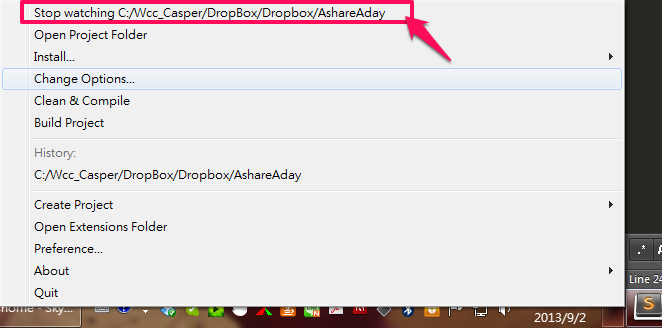 Stop watching C:/Wcc_Casper/DropBox/Dropbox/AshareAday
Open Project Folder
Install...
Change Options...
Clean & Compile
Build Project
History:
C:/Wcc_Casper/DropBox/Dropbox/AshareAday
Create Project
Open Extensions Folder
Preference...
About
Quit
.*
Line 24
home - Sky...
2013/9/2